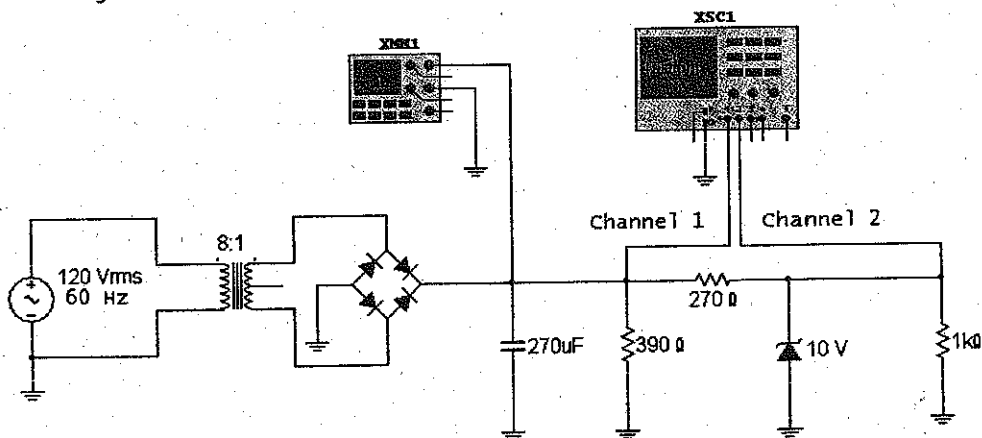 XSC1
XMM1
Channel 1
Channel 2
8:1
120 Vrms
60 Hz
270 Ω
270uF
390 Ω
10 V
1kΩ